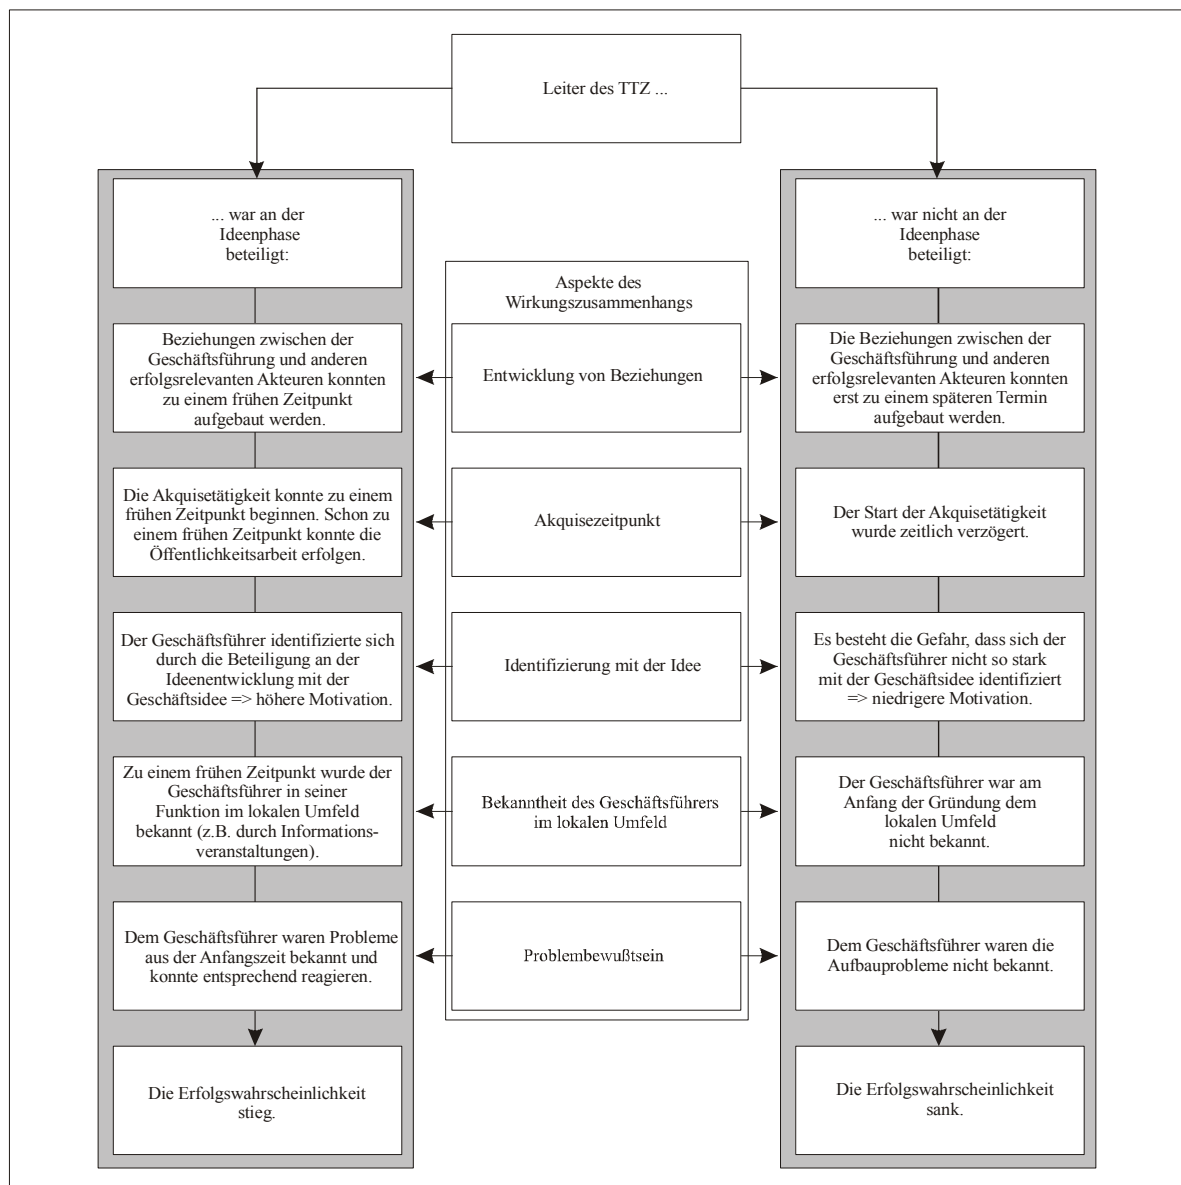 Leiter des TTZ ...
... war an der
Ideenphase
beteiligt:
... war nicht an der
Ideenphase
beteiligt:
Aspekte des
Wirkungszusammenhangs
Beziehungen zwischen der
Geschäftsführung und anderen
erfolgsrelevanten Akteuren konnten
zu einem frühen Zeitpunkt
aufgebaut werden.
Entwicklung von Beziehungen
Die Beziehungen zwischen der
Geschäftsführung und anderen
erfolgsrelevanten Akteuren konnten
erst zu einem späteren Termin
aufgebaut werden.
Die Akquisetätigkeit konnte zu einem
frühen Zeitpunkt beginnen. Schon zu
einem frühen Zeitpunkt konnte die
Öffentlichkeitsarbeit erfolgen.
Akquisezeitpunkt
Der Start der Akquisetätigkeit
wurde zeitlich verzögert.
Der Geschäftsführer identifizierte sich
durch die Beteiligung an der
Ideenentwicklung mit der
Geschäftsidee => höhere Motivation.
Identifizierung mit der Idee
Es besteht die Gefahr, dass sich der
Geschäftsführer nicht so stark
mit der Geschäftsidee identifiziert
=> niedrigere Motivation.
Zu einem frühen Zeitpunkt wurde der
Geschäftsführer in seiner
Funktion im lokalen Umfeld
bekannt (z.B. durch Informations-
veranstaltungen).
Bekanntheit des Geschäftsführers
im lokalen Umfeld
Der Geschäftsführer war am
Anfang der Gründung dem
lokalen Umfeld
nicht bekannt.
Dem Geschäftsführer waren Probleme
aus der Anfangszeit bekannt und
konnte entsprechend reagieren.
Problembewußtsein
Dem Geschäftsführer waren die
Aufbauprobleme nicht bekannt.
Die Erfolgswahrscheinlichkeit
stieg.
Die Erfolgswahrscheinlichkeit
sank.